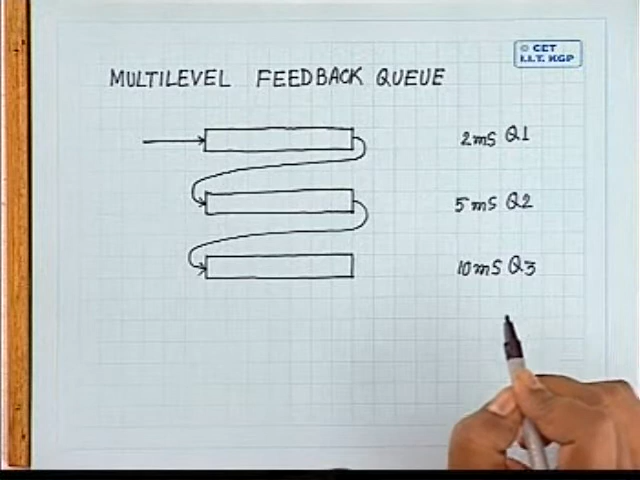 © CET
I.I.T. KGP
MULTILEVEL FEEDBACK QUEUE
2ms Q1
5ms Q2
10ms Q3